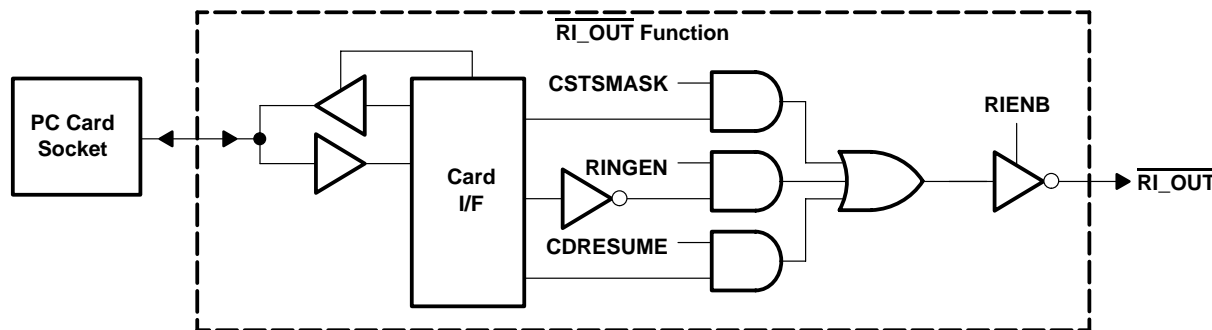 RI_OUT Function
PC Card
Socket
CSTSMASK
RINGEN
Card
I/F
CDRESUME
RIENB
RI_OUT